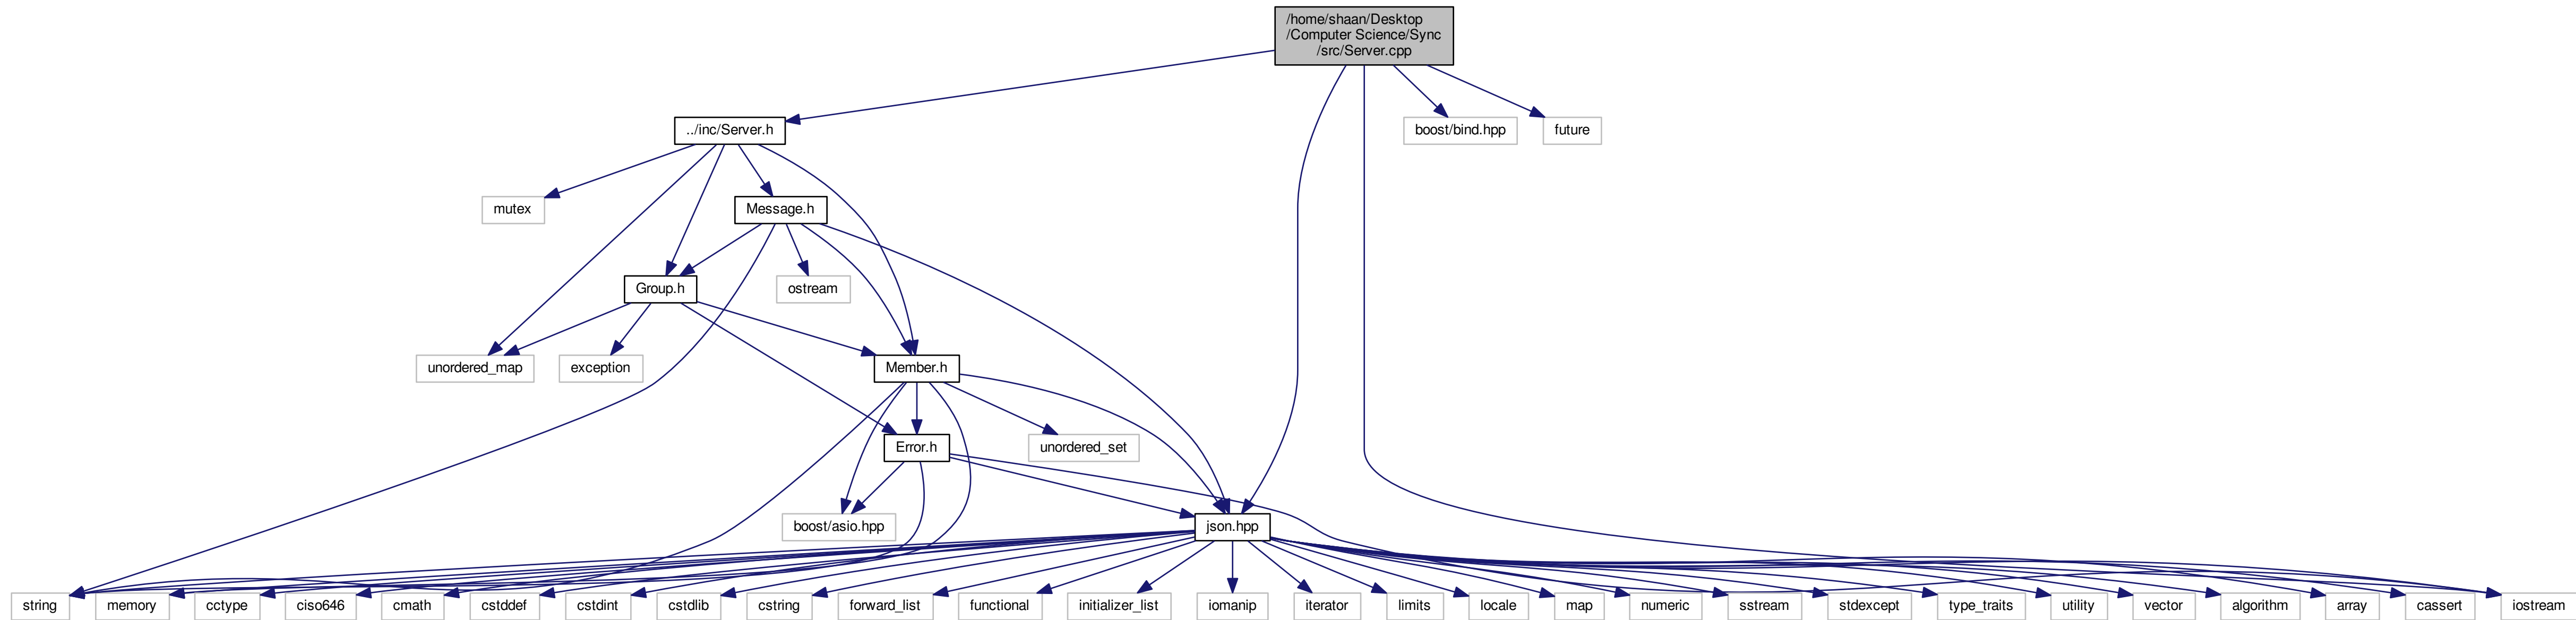 /home/shaan/Desktop
/Computer Science/Sync
/src/Server.cpp
../inc/Server.h
boost/bind.hpp
future
mutex
Message.h
Group.h
ostream
unordered_map
exception
Member.h
Error.h
unordered_set
boost/asio.hpp
json.hpp
string
memory
cctype
ciso646
cmath
cstddef
cstdint
cstdlib
cstring
forward_list
functional
initializer_list
iomanip
iterator
limits
locale
map
numeric
sstream
stdexcept
type_traits
utility
vector
algorithm
array
cassert
iostream